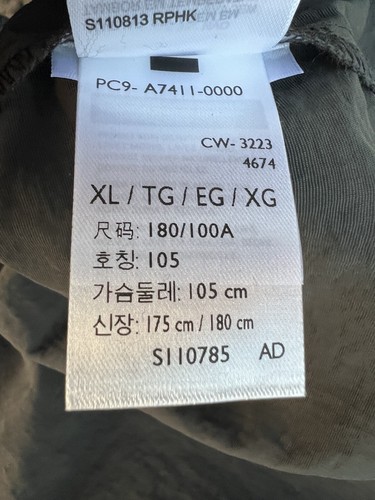 S110813 RPHK
PC9- A7411-0000
CW- 3223
4674
XL / TG / EG / XG
尺码: 180/100A
호칭: 105
가슴둘레: 105 cm
신장: 175 cm / 180 cm
S110785 AD